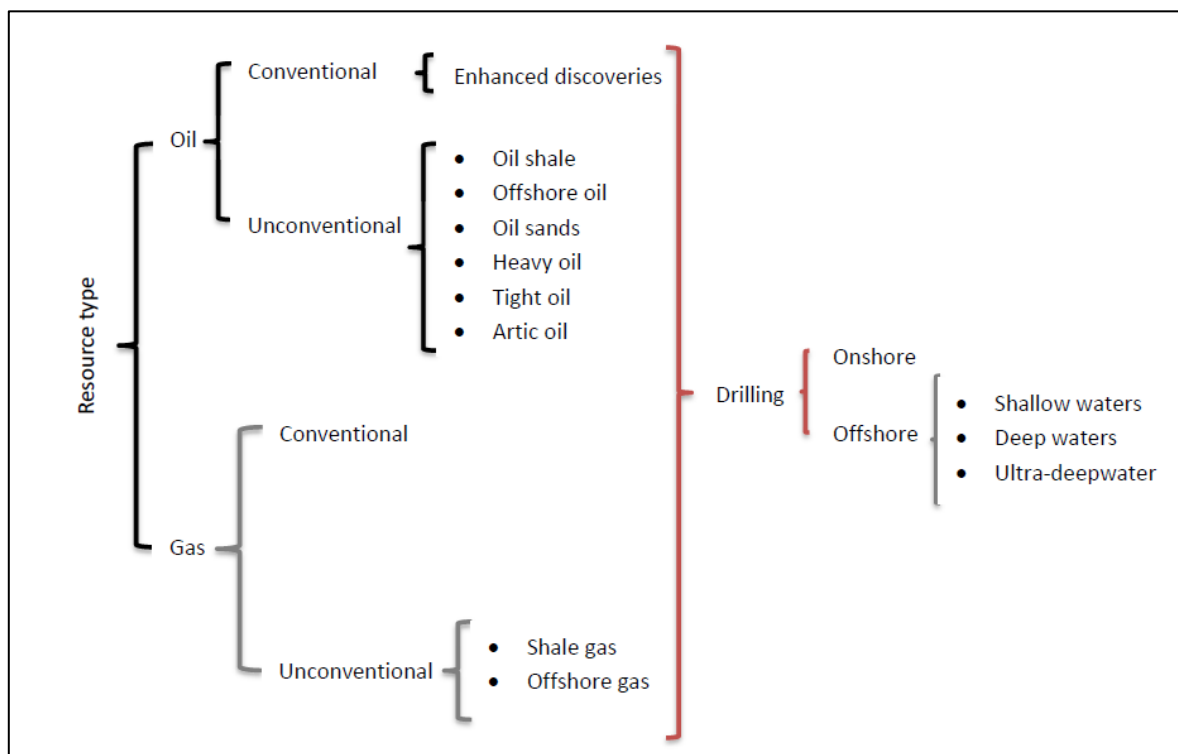 Resource type
Oil
Conventional
Enhanced discoveries
Unconventional
• Oil shale
• Offshore oil
• Oil sands
• Heavy oil
• Tight oil
• Artic oil
Gas
Conventional
Unconventional
• Shale gas
• Offshore gas
Drilling
Onshore
Offshore
• Shallow waters
• Deep waters
• Ultra-deepwater